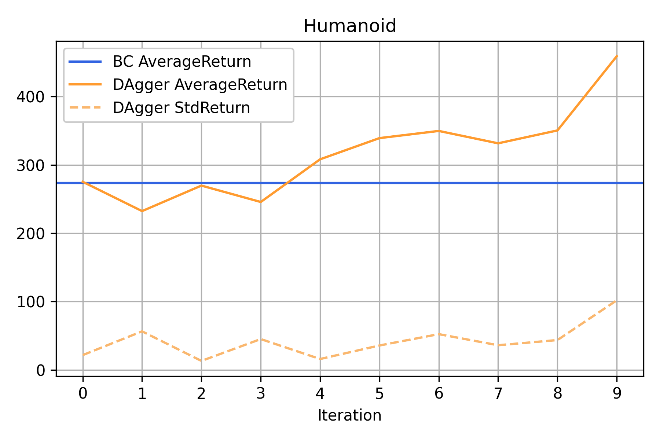 Humanoid
BC AverageReturn
DAgger AverageReturn
DAgger StdReturn
400
300
200
100
0
0 1 2 3 4 5 6 7 8 9
Iteration